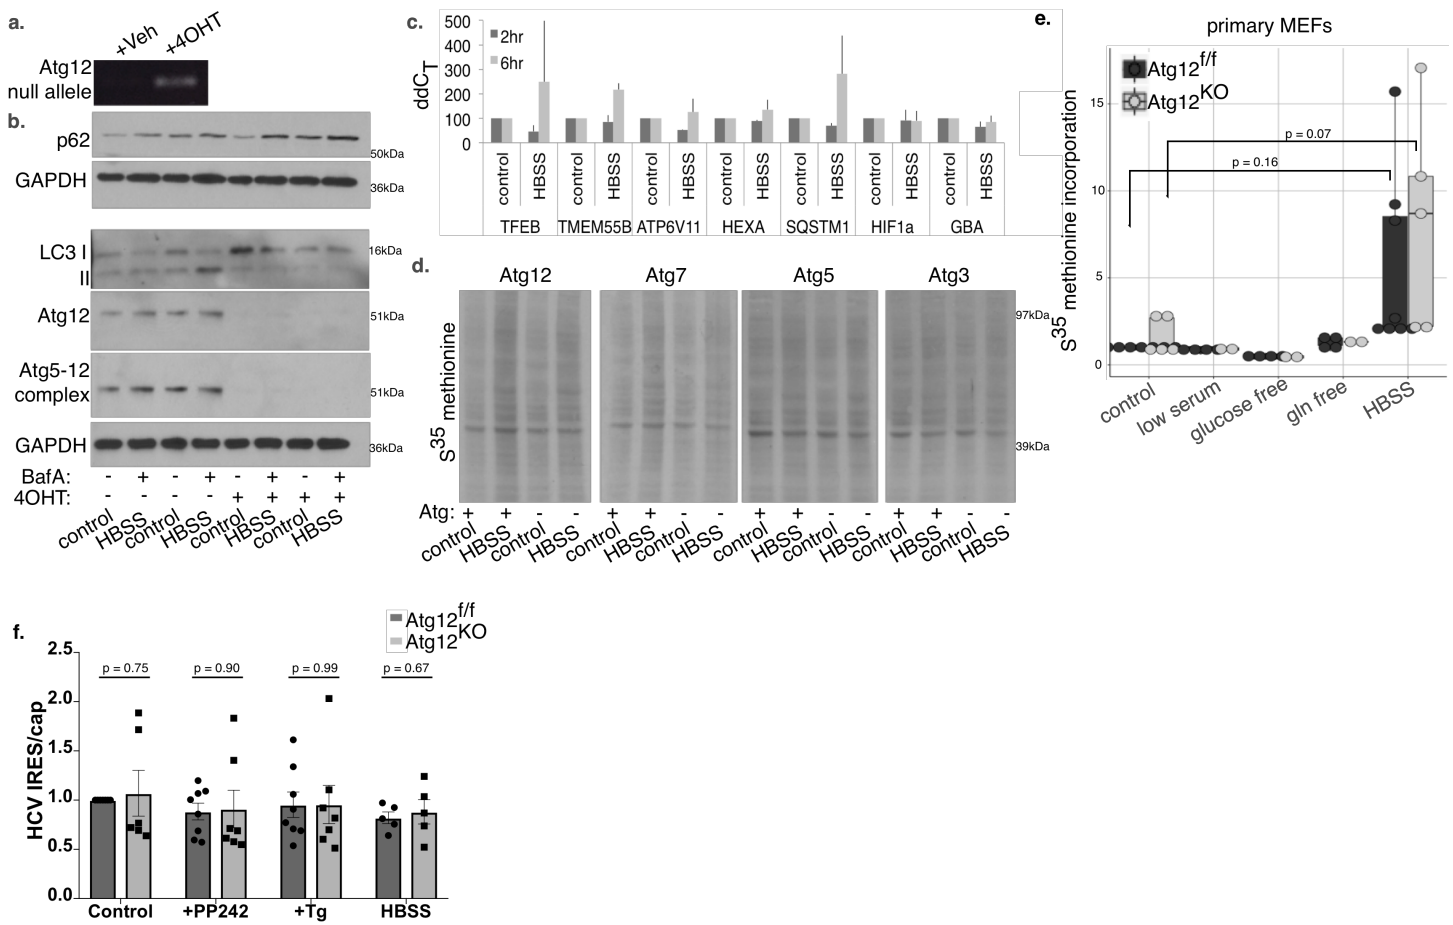 a.
+Veh
+4OHT
Atg12
null allele
b.
p62
50kDa
GAPDH
36kDa
LC3 I
II
16kDa
Atg12
51kDa
Atg5-12
complex
51kDa
GAPDH
36kDa
BafA: - + - + - + - +
4OHT: - - - - + + + +
control HBSS control HBSS control HBSS control HBSS
c.
ddCT
500
400
300
200
100
0
2hr
6hr
control HBSS control HBSS control HBSS control HBSS control HBSS control HBSS control HBSS
TFEB TMEM55B ATP6V11 HEXA SQSTM1 HIF1a GBA
d.
Atg12 Atg7 Atg5 Atg3
S35 methionine
97kDa
39kDa
Atg: + + - - + + - - + + - - + + - -
control HBSS control HBSS control HBSS control HBSS control HBSS control HBSS control HBSS control HBSS
e.
primary MEFs
Atg12f/f
Atg12KO
S35 methionine incorporation
15
10
5
0
p = 0.07
p = 0.16
control low serum glucose free gln free HBSS
f.
Atg12f/f
Atg12KO
HCV IRES/cap
2.5
2.0
1.5
1.0
0.5
0.0
p = 0.75 p = 0.90 p = 0.99 p = 0.67
Control +PP242 +Tg HBSS